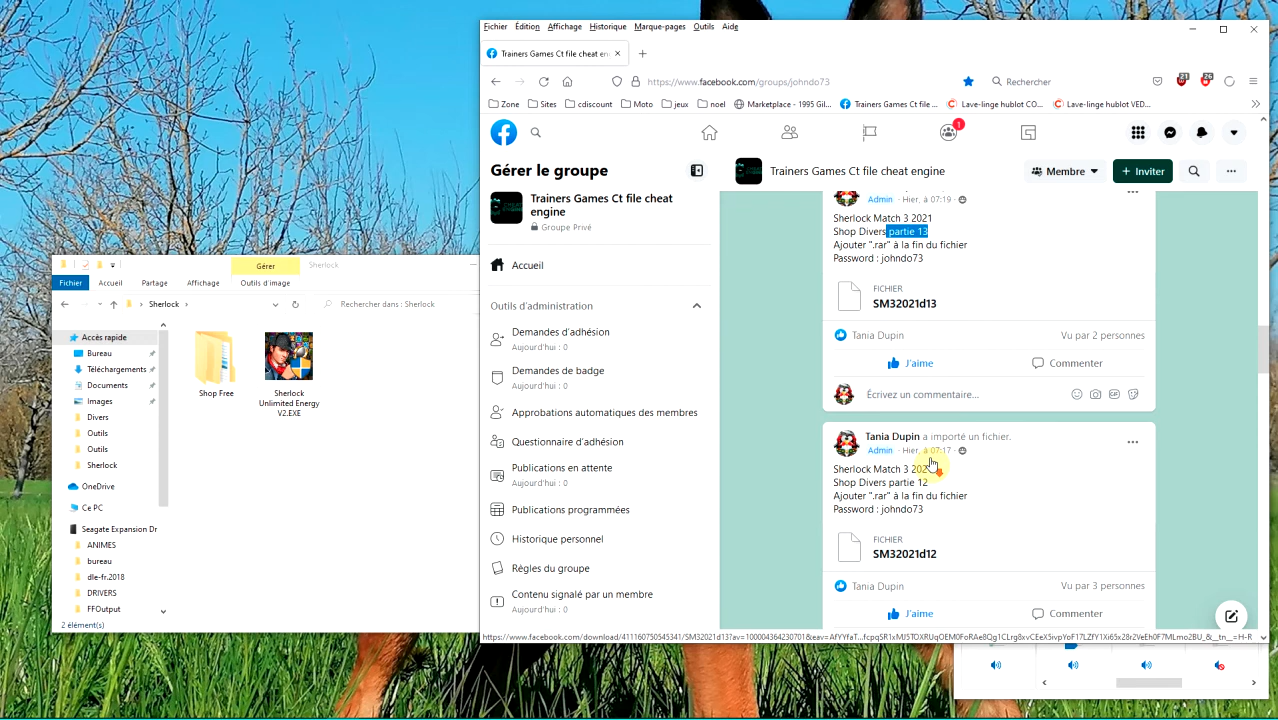 Fichier Édition Affichage Historique Marque-pages Outils Aide
Trainers Games Ct file cheat en
https://www.facebook.com/groups/johndo73
Rechercher
21
26
Zone Sites cdiscount Moto jeux noel Marketplace - 1995 Gil... Trainers Games Ct file ... Lave-linge hublot CO... Lave-linge hublot VED...
1
Gérer le groupe
Trainers Games Ct file cheat engine
Groupe Privé
Accueil
Outils d'administration
Demandes d'adhésion
Aujourd'hui : 0
Demandes de badge
Aujourd'hui : 0
Approbations automatiques des membres
Questionnaire d'adhésion
Publications en attente
Aujourd'hui : 0
Publications programmées
Historique personnel
Règles du groupe
Contenu signalé par un membre
Aujourd'hui : 0
Trainers Games Ct file cheat engine
Membre
+ Inviter
Admin · Hier, à 07:19 ·
Sherlock Match 3 2021
Shop Divers partie 13
Ajouter ".rar" à la fin du fichier
Password : johndo73
FICHIER
SM32021d13
Tania Dupin
Vu par 2 personnes
J'aime
Commenter
Écrivez un commentaire...
Tania Dupin a importé un fichier.
Admin · Hier, à 07:17 ·
Sherlock Match 3 202
Shop Divers partie 12
Ajouter ".rar" à la fin du fichier
Password : johndo73
FICHIER
SM32021d12
Tania Dupin
Vu par 3 personnes
J'aime
Commenter
Gérer
Sherlock
Fichier Accueil Partage Affichage Outils d'image
Sherlock
Rechercher dans : Sherlock
Accès rapide
Bureau
Téléchargements
Documents
Images
Divers
Outils
Outils
Sherlock
OneDrive
Ce PC
Seagate Expansion Dr
ANIMES
bureau
dle-fr.2018
DRIVERS
FFOutput
Shop Free
Sherlock
Unlimited Energy
V2.EXE
2 élément(s)